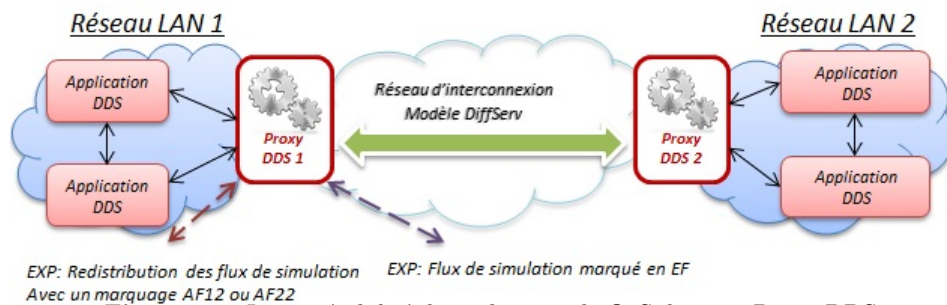 Réseau LAN 1
Réseau LAN 2
Application
DDS
Application
DDS
Proxy
DDS 1
Réseau d'interconnexion
Modèle DiffServ
Proxy
DDS 2
Application
DDS
Application
DDS
EXP: Redistribution des flux de simulation
Avec un marquage AF12 ou AF22
EXP: Flux de simulation marqué en EF